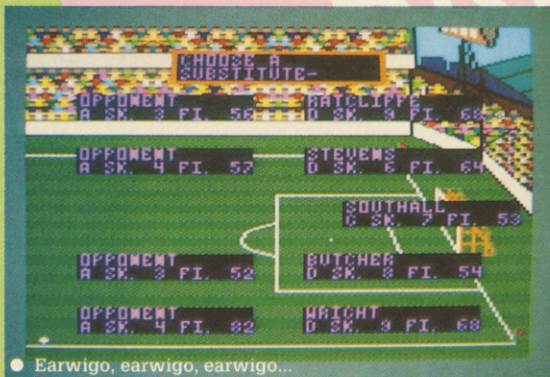 CHOOSE A
SUBSTITUTE-
OPPONENT
A SK. 3 FI. 56
RATCLIFFE
D SK. 9 FI. 68
OPPONENT
A SK. 4 FI. 57
STEVENS
D SK. 6 FI. 64
SOUTHALL
C SK. 7 FI. 53
OPPONENT
A SK. 3 FI. 52
BUTCHER
D SK. 8 FI. 54
OPPONENT
A SK. 4 FI. 82
WRIGHT
D SK. 9 FI. 68
● Earwigo, earwigo, earwigo...